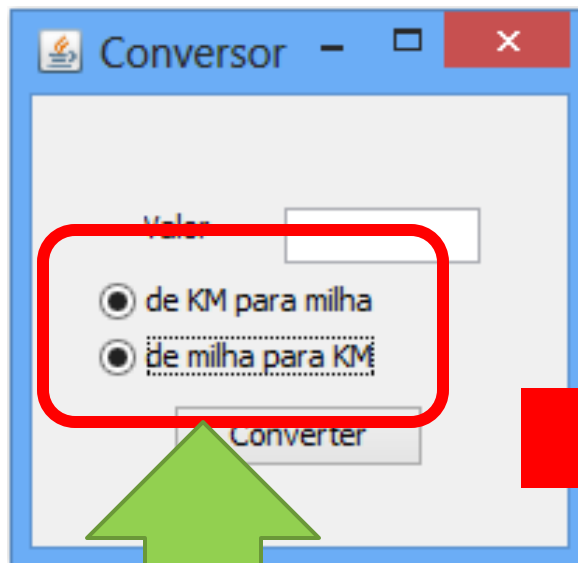 Conversor
Valor
de KM para milha
de milha para KM
Converter